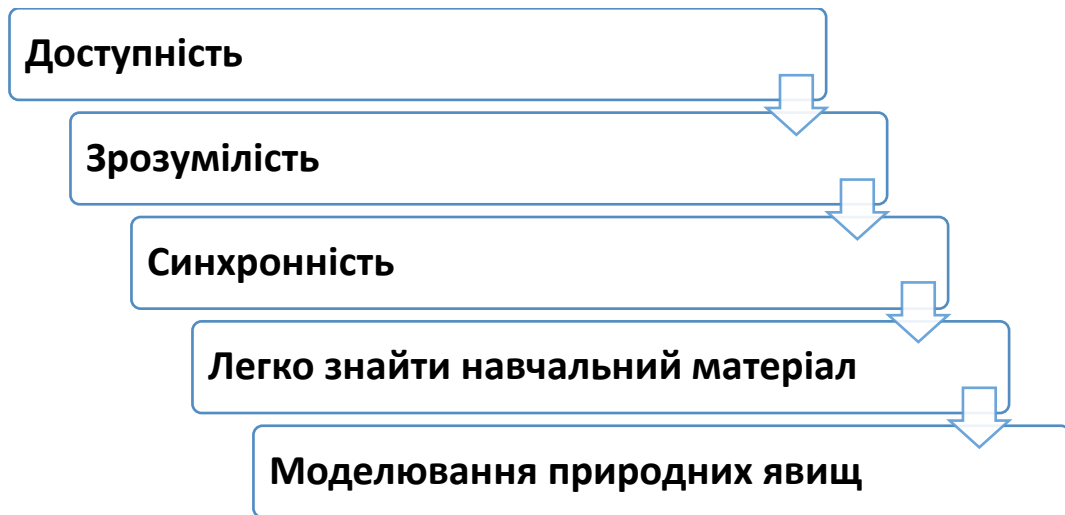 Доступність
Зрозумілість
Синхронність
Легко знайти навчальний матеріал
Моделювання природних явищ